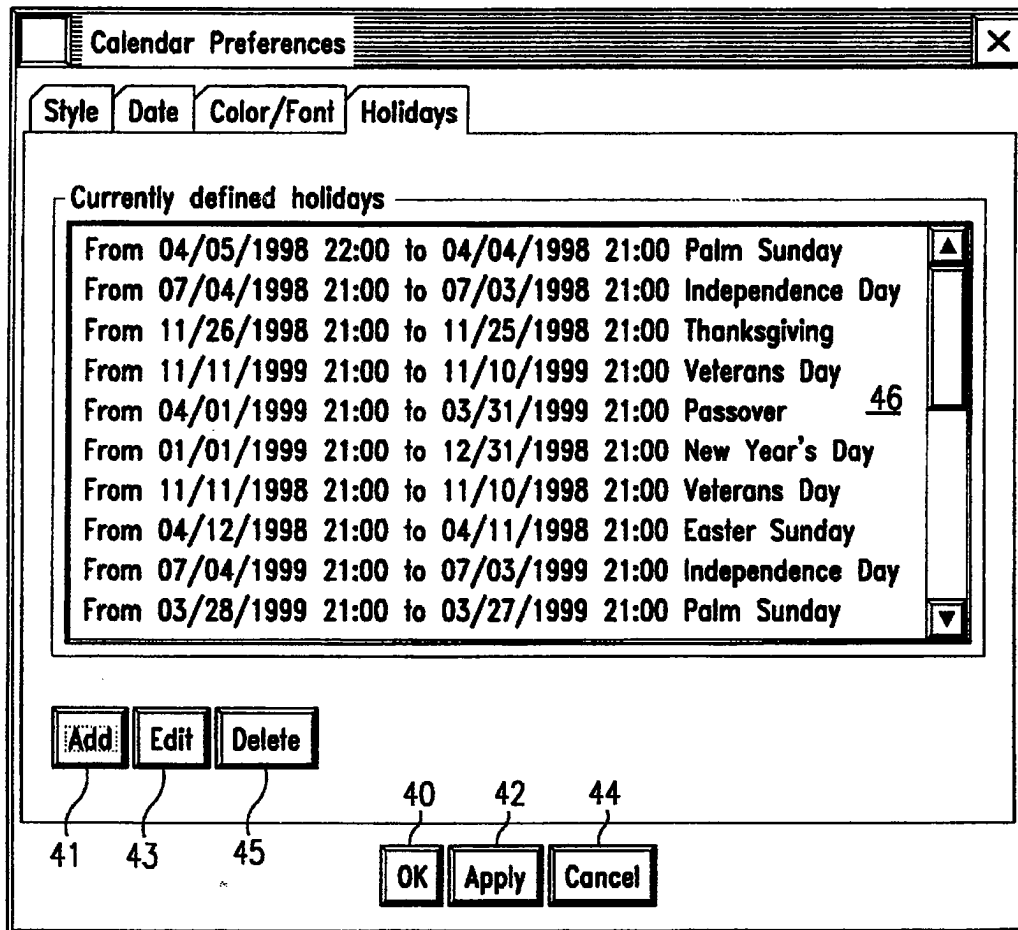 Calendar Preferences
Style Date Color/Font Holidays
Currently defined holidays
From 04/05/1998 22:00 to 04/04/1998 21:00 Palm Sunday
From 07/04/1998 21:00 to 07/03/1998 21:00 Independence Day
From 11/26/1998 21:00 to 11/25/1998 21:00 Thanksgiving
From 11/11/1999 21:00 to 11/10/1999 21:00 Veterans Day
From 04/01/1999 21:00 to 03/31/1999 21:00 Passover 46
From 01/01/1999 21:00 to 12/31/1998 21:00 New Year's Day
From 11/11/1998 21:00 to 11/10/1998 21:00 Veterans Day
From 04/12/1998 21:00 to 04/11/1998 21:00 Easter Sunday
From 07/04/1999 21:00 to 07/03/1999 21:00 Independence Day
From 03/28/1999 21:00 to 03/27/1999 21:00 Palm Sunday
Add Edit Delete
41 43 45
40 42 44
OK Apply Cancel